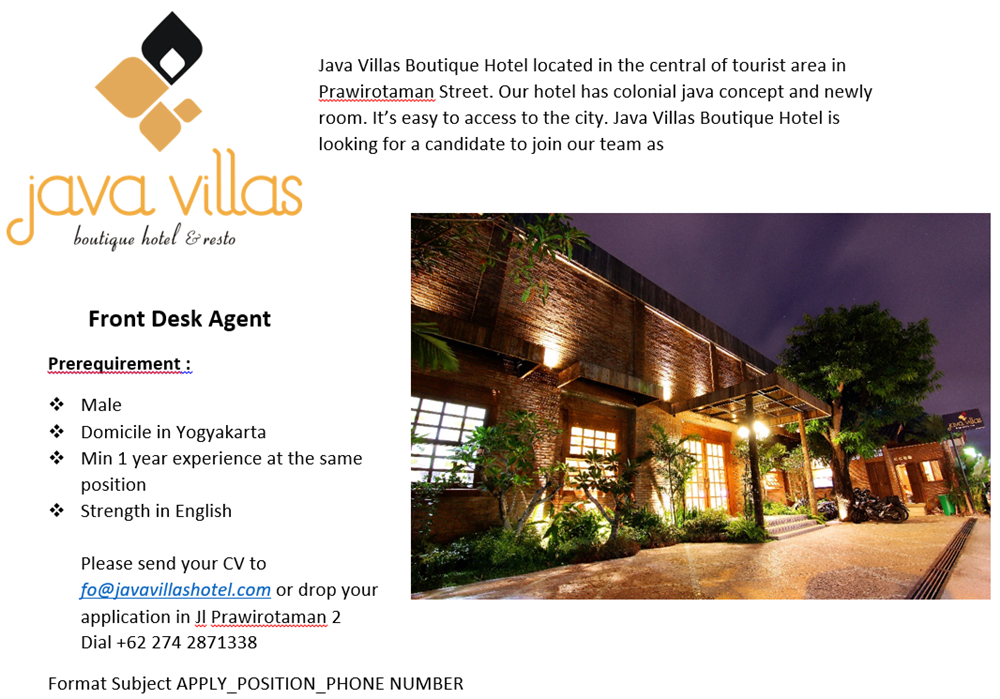 java villas
boutique hotel & resto
Java Villas Boutique Hotel located in the central of tourist area in
Prawirotaman Street. Our hotel has colonial java concept and newly
room. It’s easy to access to the city. Java Villas Boutique Hotel is
looking for a candidate to join our team as
Front Desk Agent
Prerequirement :
❖ Male
❖ Domicile in Yogyakarta
❖ Min 1 year experience at the same
position
❖ Strength in English
Please send your CV to
fo@javavillashotel.com or drop your
application in Jl Prawirotaman 2
Dial +62 274 2871338
Format Subject APPLY_POSITION_PHONE NUMBER
java villas